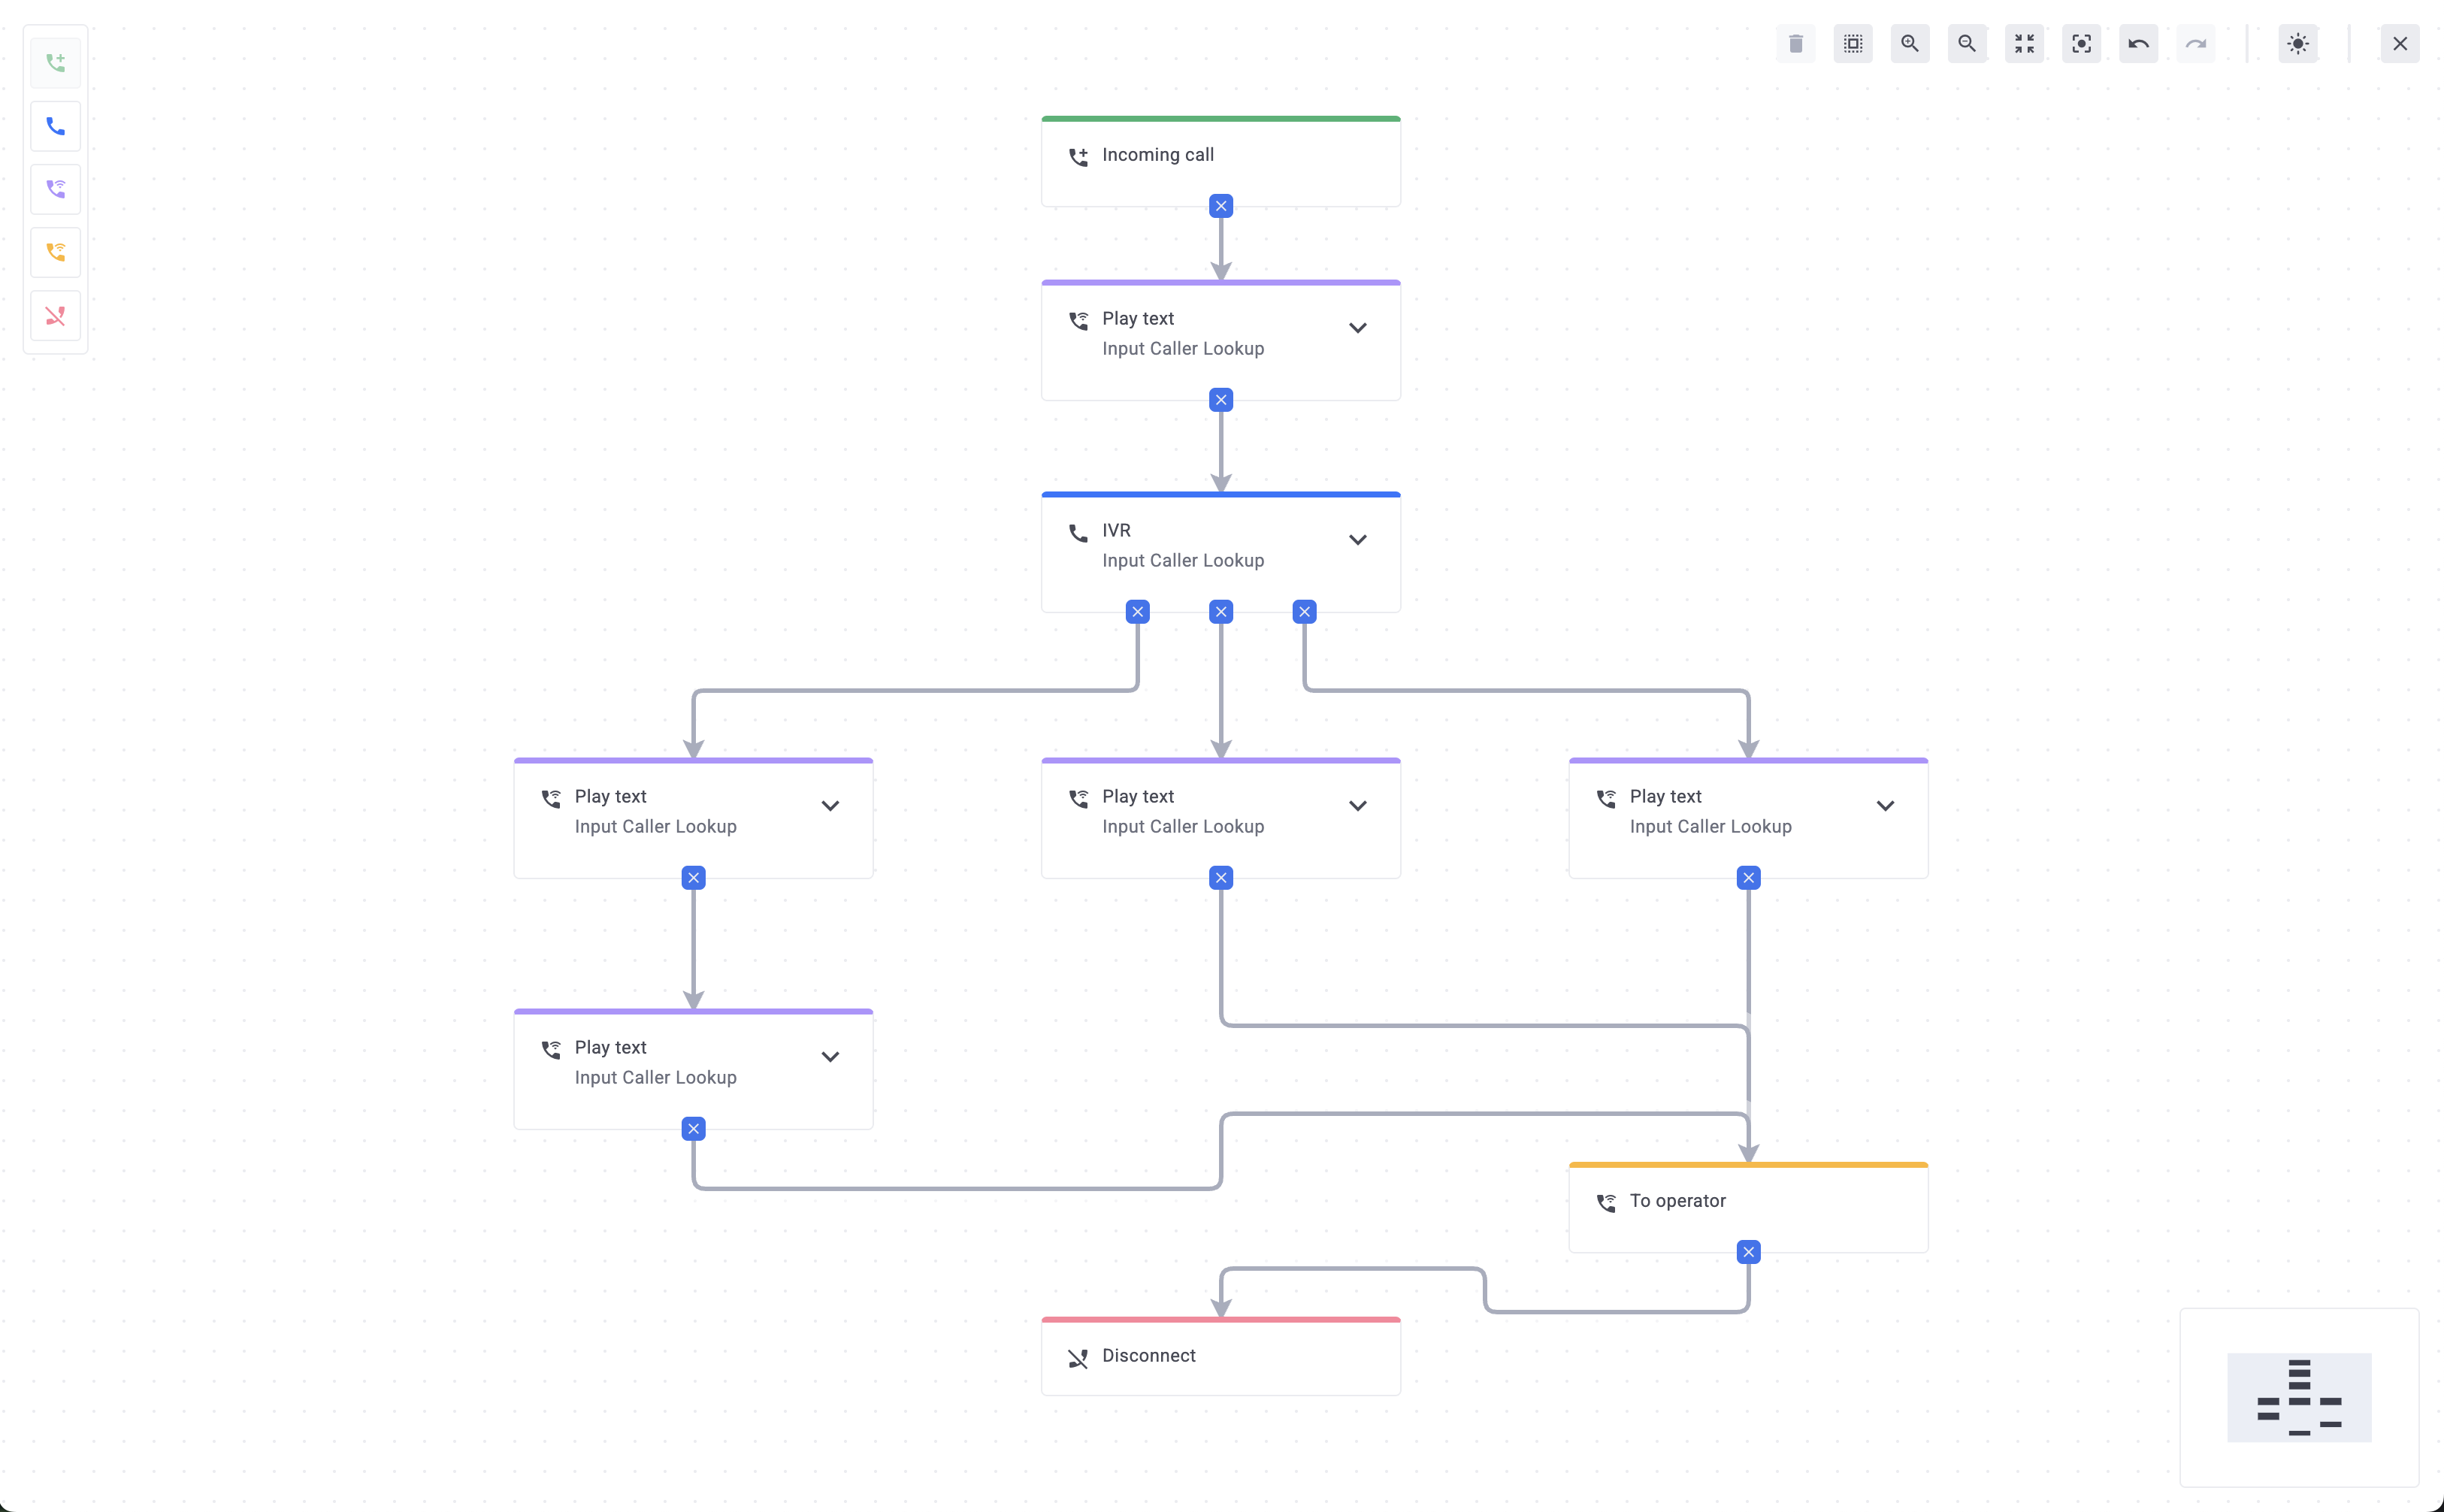 Incoming call
Play text
Input Caller Lookup
IVR
Input Caller Lookup
Play text
Input Caller Lookup
Play text
Input Caller Lookup
Play text
Input Caller Lookup
Play text
Input Caller Lookup
To operator
Disconnect